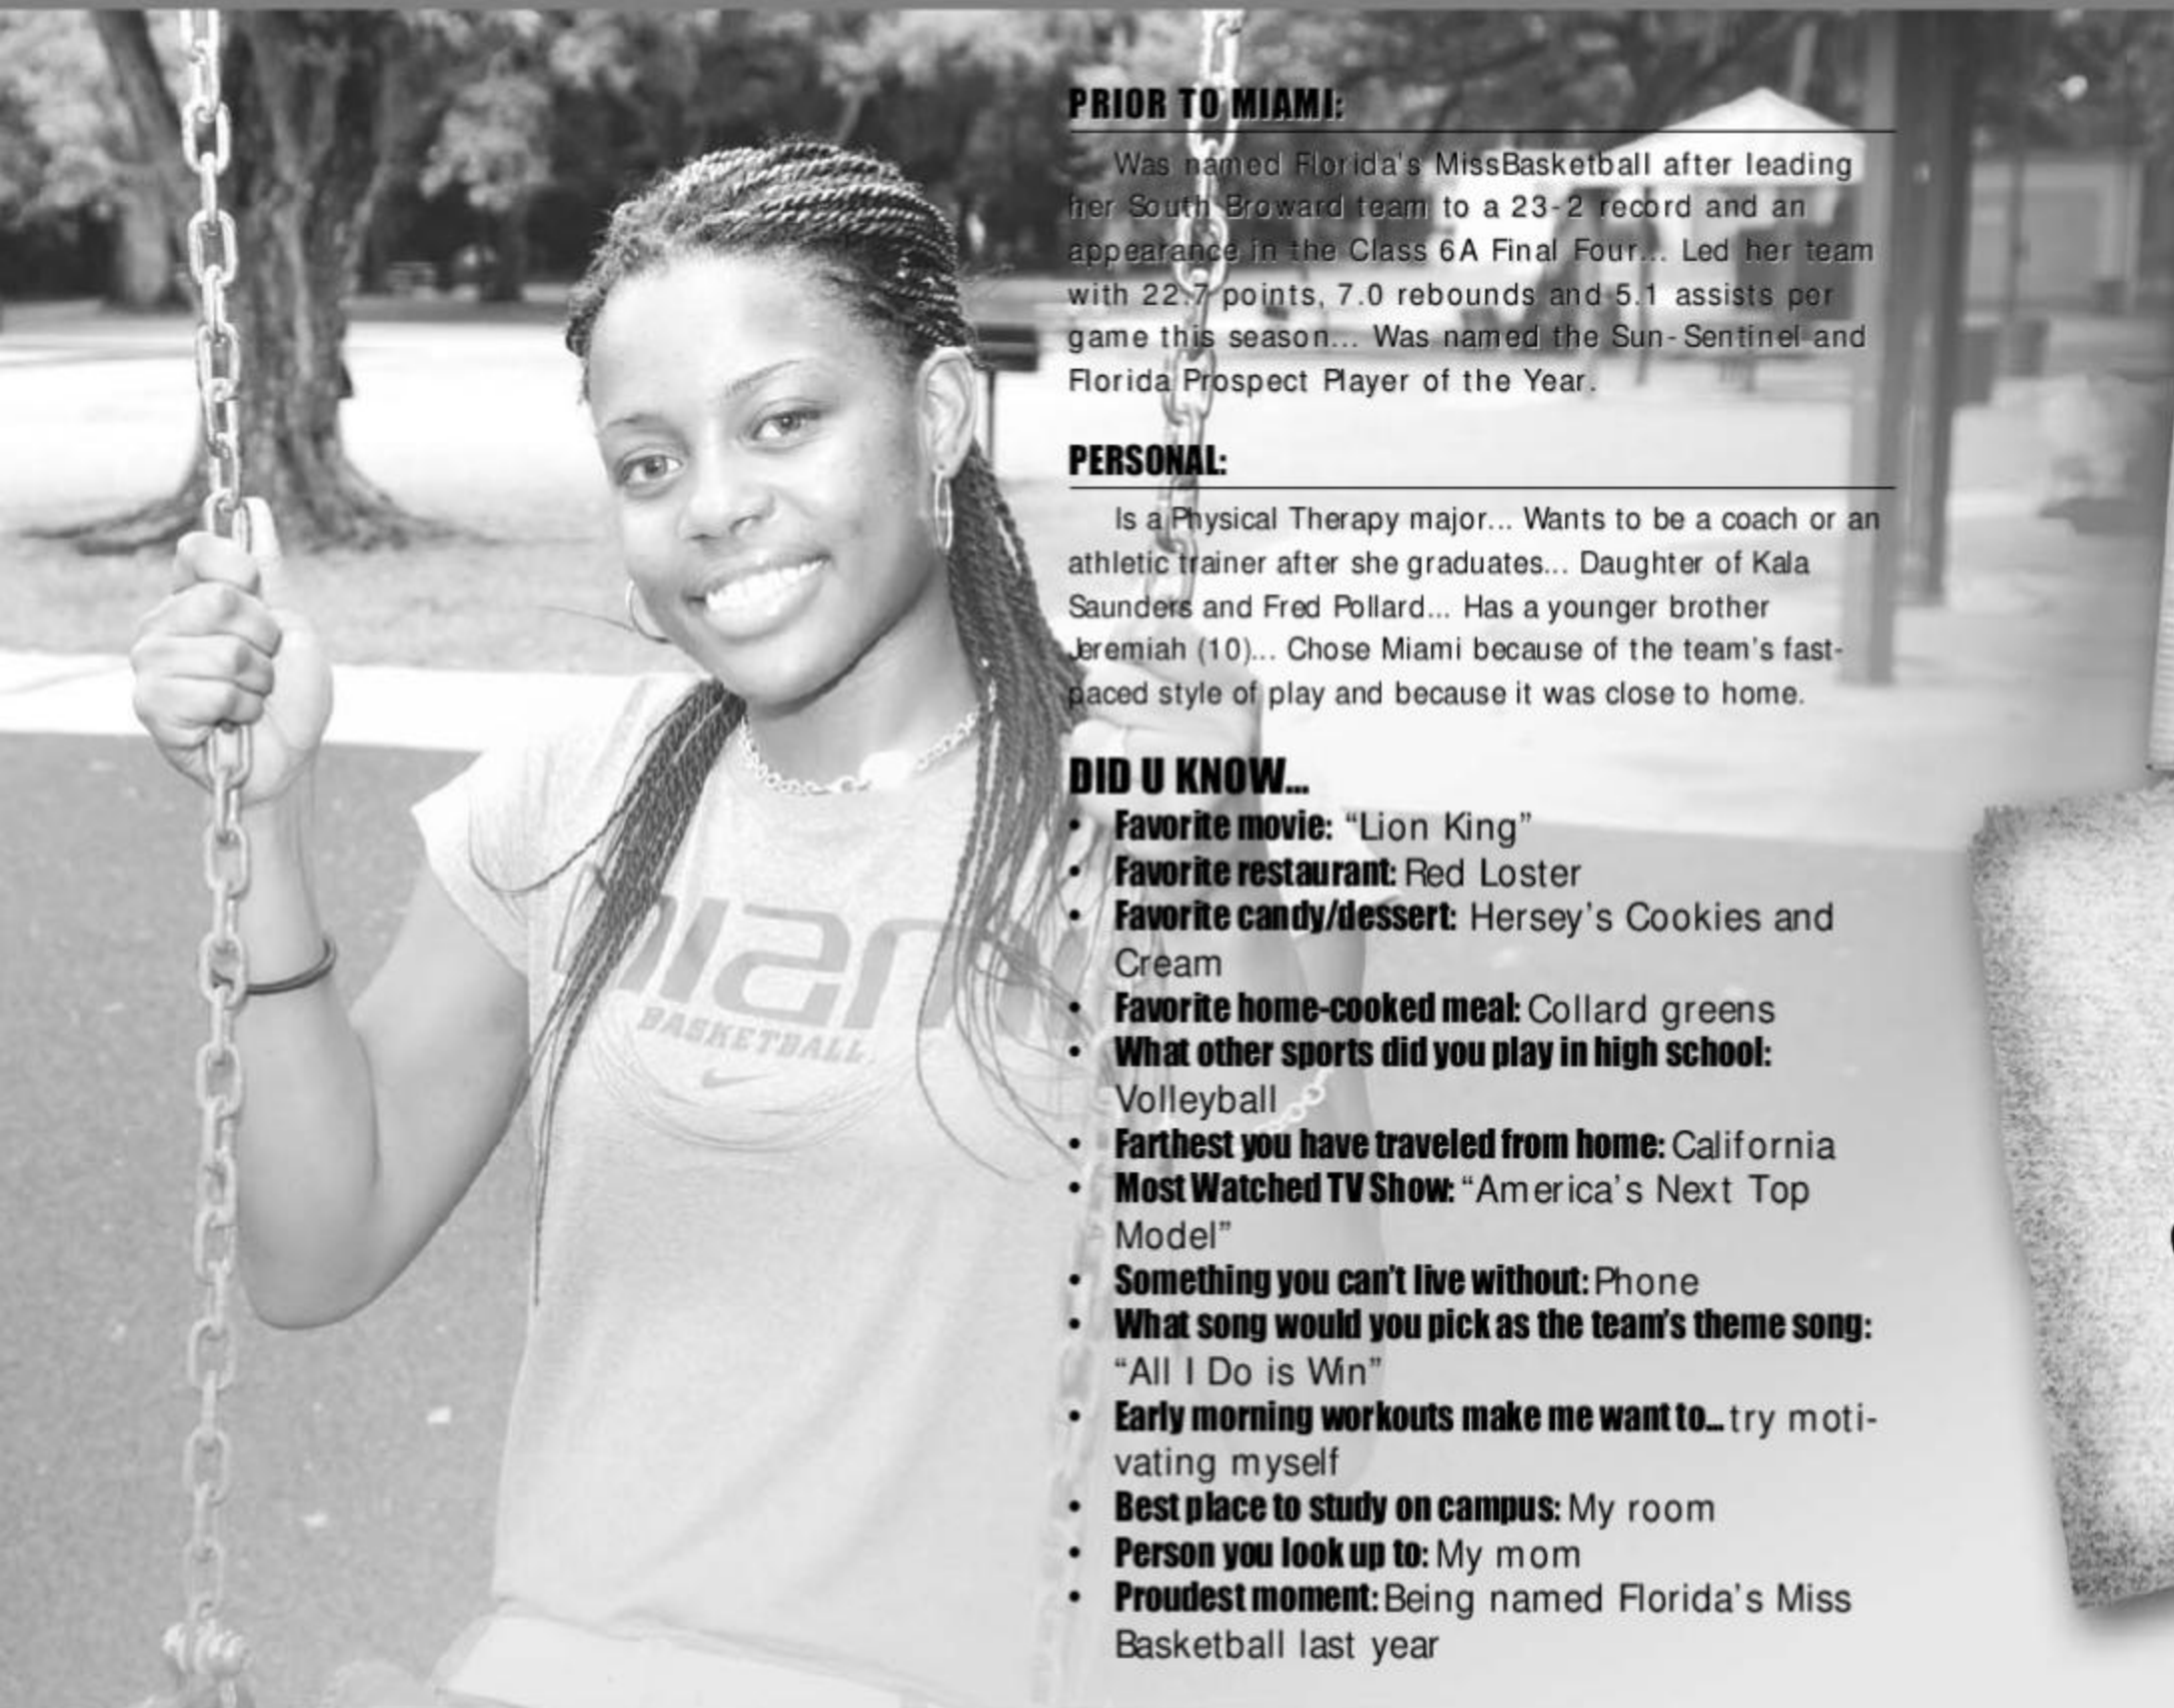 PRIOR TO MIAMI:
Was named Florida's MissBasketball after leading
her South Broward team to a 23-2 record and an
appearance in the Class 6A Final Four... Led her team
with 22.7 points, 7.0 rebounds and 5.1 assists per
game this season... Was named the Sun-Sentinel and
Florida Prospect Player of the Year.
PERSONAL:
Is a Physical Therapy major... Wants to be a coach or an
athletic trainer after she graduates... Daughter of Kala
Saunders and Fred Pollard... Has a younger brother
Jeremiah (10)... Chose Miami because of the team's fast-
paced style of play and because it was close to home.
DID U KNOW...
• Favorite movie: “Lion King”
• Favorite restaurant: Red Loster
• Favorite candy/dessert: Hersey's Cookies and
Cream
• Favorite home-cooked meal: Collard greens
• What other sports did you play in high school:
Volleyball
• Farthest you have traveled from home: California
• Most Watched TV Show: “America's Next Top
Model”
• Something you can't live without: Phone
• What song would you pick as the team's theme song:
“All I Do is Win”
• Early morning workouts make me want to... try moti-
vating myself
• Best place to study on campus: My room
• Person you look up to: My mom
• Proudest moment: Being named Florida's Miss
Basketball last year
miami
BASKETBALL